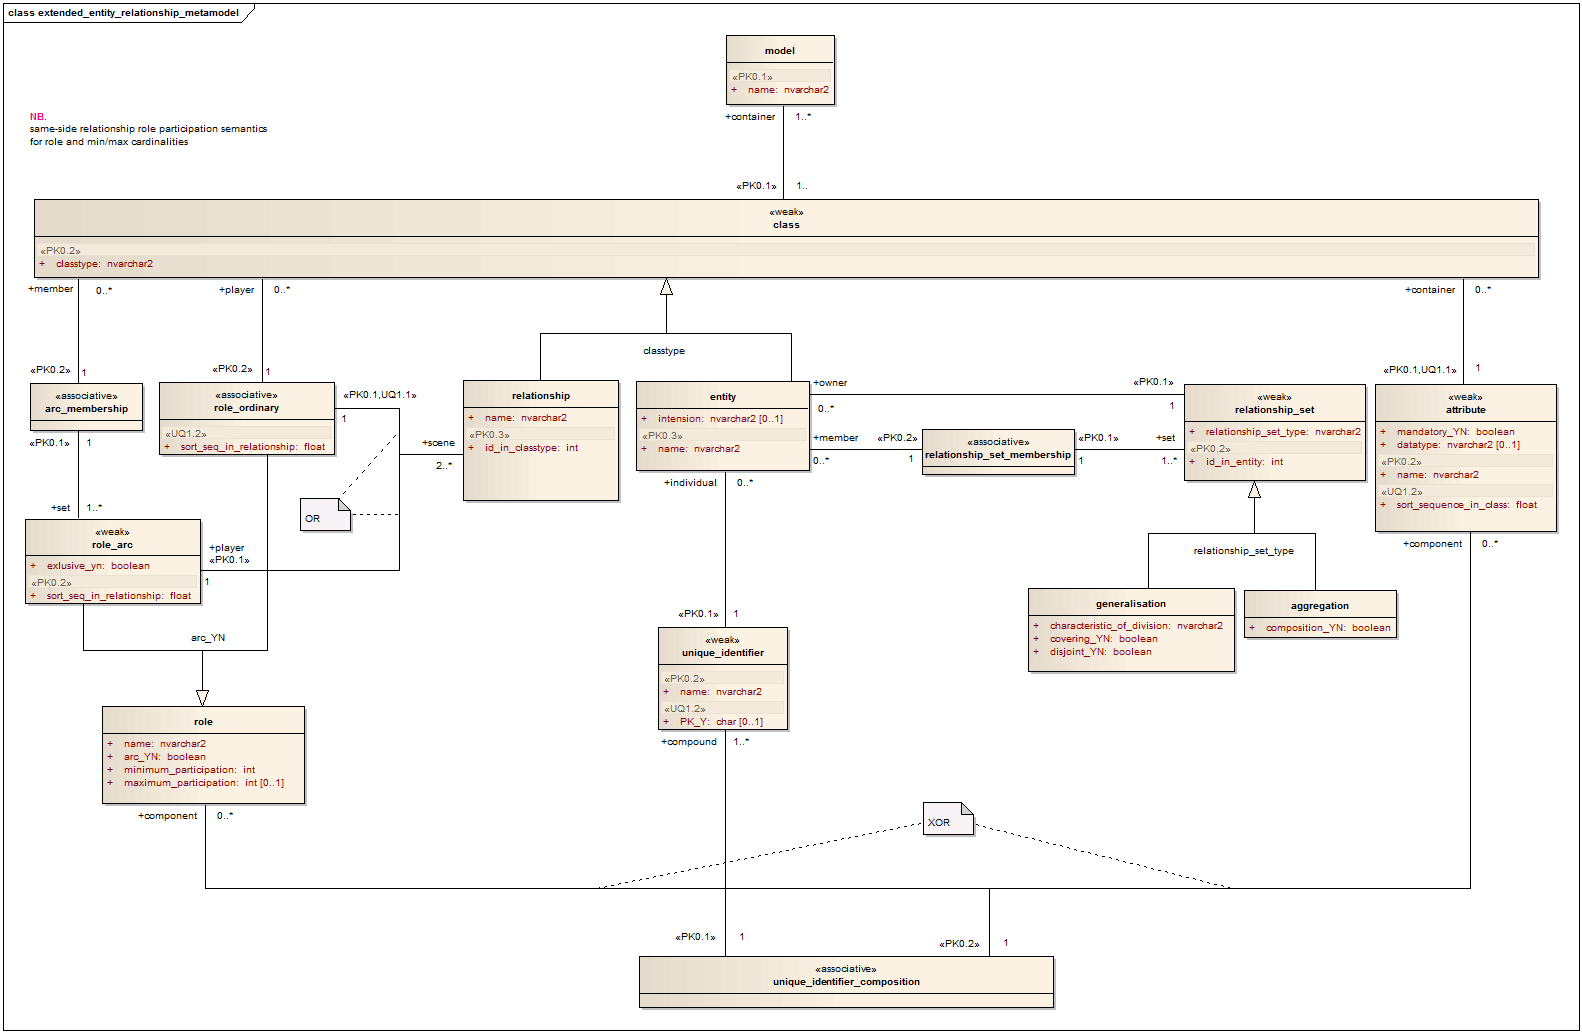 class extended_entity_relationship_metamodel
model
«PK0.1»
+ name: nvarchar2
+container 1..*
NB.
same-side relationship role participation semantics
for role and min/max cardinalities
«PK0.1» 1..
«weak»
class
«PK0.2»
+ classtype: nvarchar2
+member 0..*
+player 0..*
+container 0..*
classtype
«PK0.2» 1
«PK0.2» 1
«PK0.1,UQ1.1» 1
«associative»
arc_membership
«PK0.1» 1
«associative»
role_ordinary
«UQ1.2»
+ sort_seq_in_relationship: float
«PK0.1,UQ1.1»
1
+scene
2..*
relationship
+ name: nvarchar2
«PK0.3»
+ id_in_classtype: int
entity
+ intension: nvarchar2 [0..1]
«PK0.3»
+ name: nvarchar2
+owner
0..*
«PK0.1»
1
+member
0..*
«PK0.2»
1
«associative»
relationship_set_membership
«PK0.1»
1
+set
1..*
«weak»
relationship_set
+ relationship_set_type: nvarchar2
«PK0.2»
+ id_in_entity: int
«weak»
attribute
+ mandatory_YN: boolean
+ datatype: nvarchar2 [0..1]
«PK0.2»
+ name: nvarchar2
«UQ1.2»
+ sort_sequence_in_class: float
+component 0..*
+individual 0..*
OR
+set 1..*
«weak»
role_arc
+ exlusive_yn: boolean
«PK0.2»
+ sort_seq_in_relationship: float
+player
«PK0.1»
1
relationship_set_type
generalisation
+ characteristic_of_division: nvarchar2
+ covering_YN: boolean
+ disjoint_YN: boolean
aggregation
+ composition_YN: boolean
«PK0.1» 1
«weak»
unique_identifier
«PK0.2»
+ name: nvarchar2
«UQ1.2»
+ PK_Y: char [0..1]
+compound 1..*
arc_YN
role
+ name: nvarchar2
+ arc_YN: boolean
+ minimum_participation: int
+ maximum_participation: int [0..1]
+component 0..*
XOR
«PK0.1» 1
«PK0.2» 1
«associative»
unique_identifier_composition